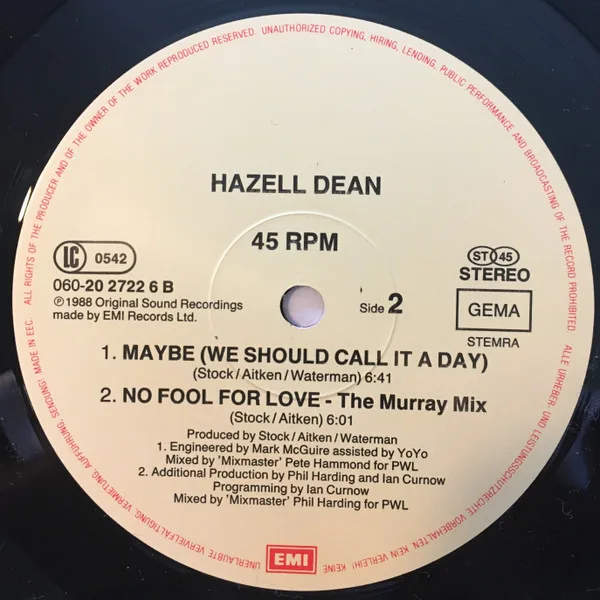 ALL RIGHTS OF THE PRODUCER AND OF THE OWNER OF THE WORK REPRODUCED RESERVED. UNAUTHORIZED COPYING, HIRING, LENDING, PUBLIC PERFORMANCE AND BROADCASTING OF THE RECORD PROHIBITED
HAZELL DEAN
45 RPM
LC 0542
060-20 2722 6 B
℗1988 Original Sound Recordings
made by EMI Records Ltd.
Side 2
ST 45
STEREO
GEMA
STEMRA
1. MAYBE (WE SHOULD CALL IT A DAY)
(Stock/Aitken/Waterman) 6:41
2. NO FOOL FOR LOVE - The Murray Mix
(Stock/Aitken) 6:01
Produced by Stock/Aitken/Waterman
1. Engineered by Mark McGuire assisted by YoYo
Mixed by 'Mixmaster' Pete Hammond for PWL
2. Additional Production by Phil Harding and Ian Curnow
Programming by Ian Curnow
Mixed by 'Mixmaster' Phil Harding for PWL
EMI
ALLE URHEBER- UND LEISTUNGSSCHUTZRECHTE VORBEHALTEN. KEIN VERLEIH! KEINE UNERLAUBTE VERVIELFÄLTIGUNG, VERMIETUNG, AUFFÜHRUNG, SENDUNG! MADE IN EEC.